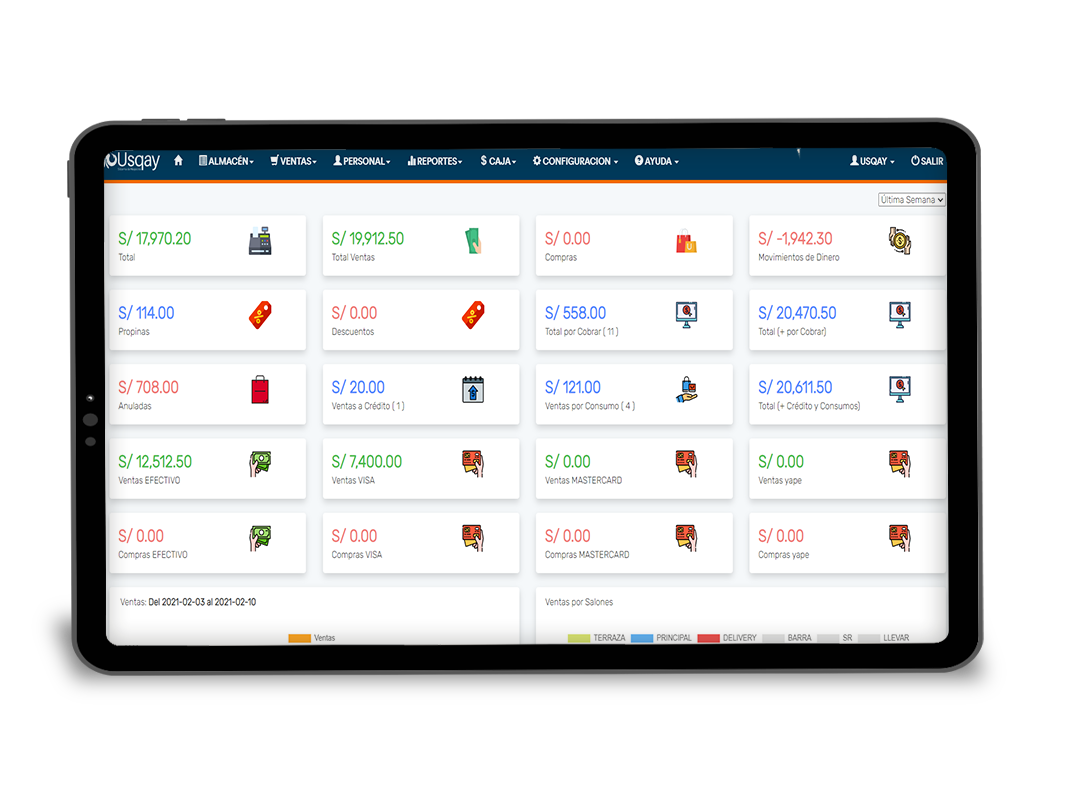 Usqay ALMACÉN VENTAS PERSONAL REPORTES $ CAJA CONFIGURACION AYUDA USQAY SALIR
Última Semana
S/ 17,970.20 S/ 19,912.50 S/ 0.00 S/ -1,942.30
Total Total Ventas Compras Movimientos de Dinero
S/ 114.00 S/ 0.00 S/ 558.00 S/ 20,470.50
Propinas Descuentos Total por Cobrar ( 11 ) Total (+ por Cobrar)
S/ 708.00 S/ 20.00 S/ 121.00 S/ 20,611.50
Anuladas Ventas a Crédito ( 1 ) Ventas por Consumo ( 4 ) Total (+ Crédito y Consumos)
S/ 12,512.50 S/ 7,400.00 S/ 0.00 S/ 0.00
Ventas EFECTIVO Ventas VISA Ventas MASTERCARD Ventas yape
S/ 0.00 S/ 0.00 S/ 0.00 S/ 0.00
Compras EFECTIVO Compras VISA Compras MASTERCARD Compras yape
Ventas: Del 2021-02-03 al 2021-02-10 Ventas por Salones
Ventas TERRAZA PRINCIPAL DELIVERY BARRA SR LLEVAR